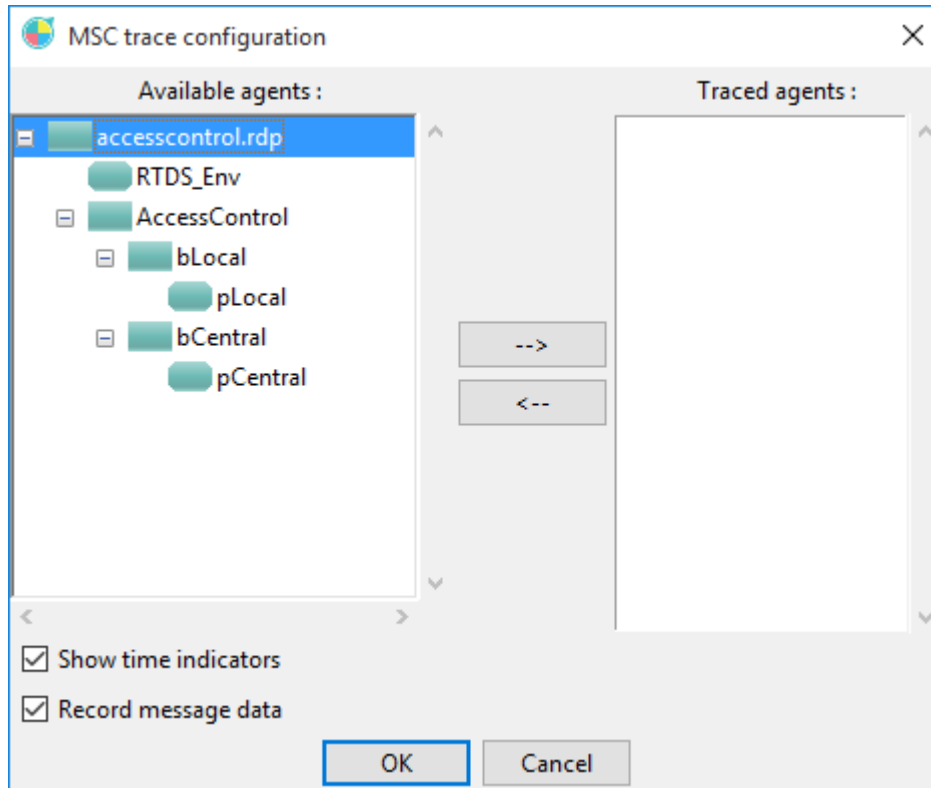 MSC trace configuration
Available agents :
Traced agents :
accesscontrol.rdp
RTDS_Env
AccessControl
bLocal
pLocal
bCentral
pCentral
-->
<--
Show time indicators
Record message data
OK
Cancel